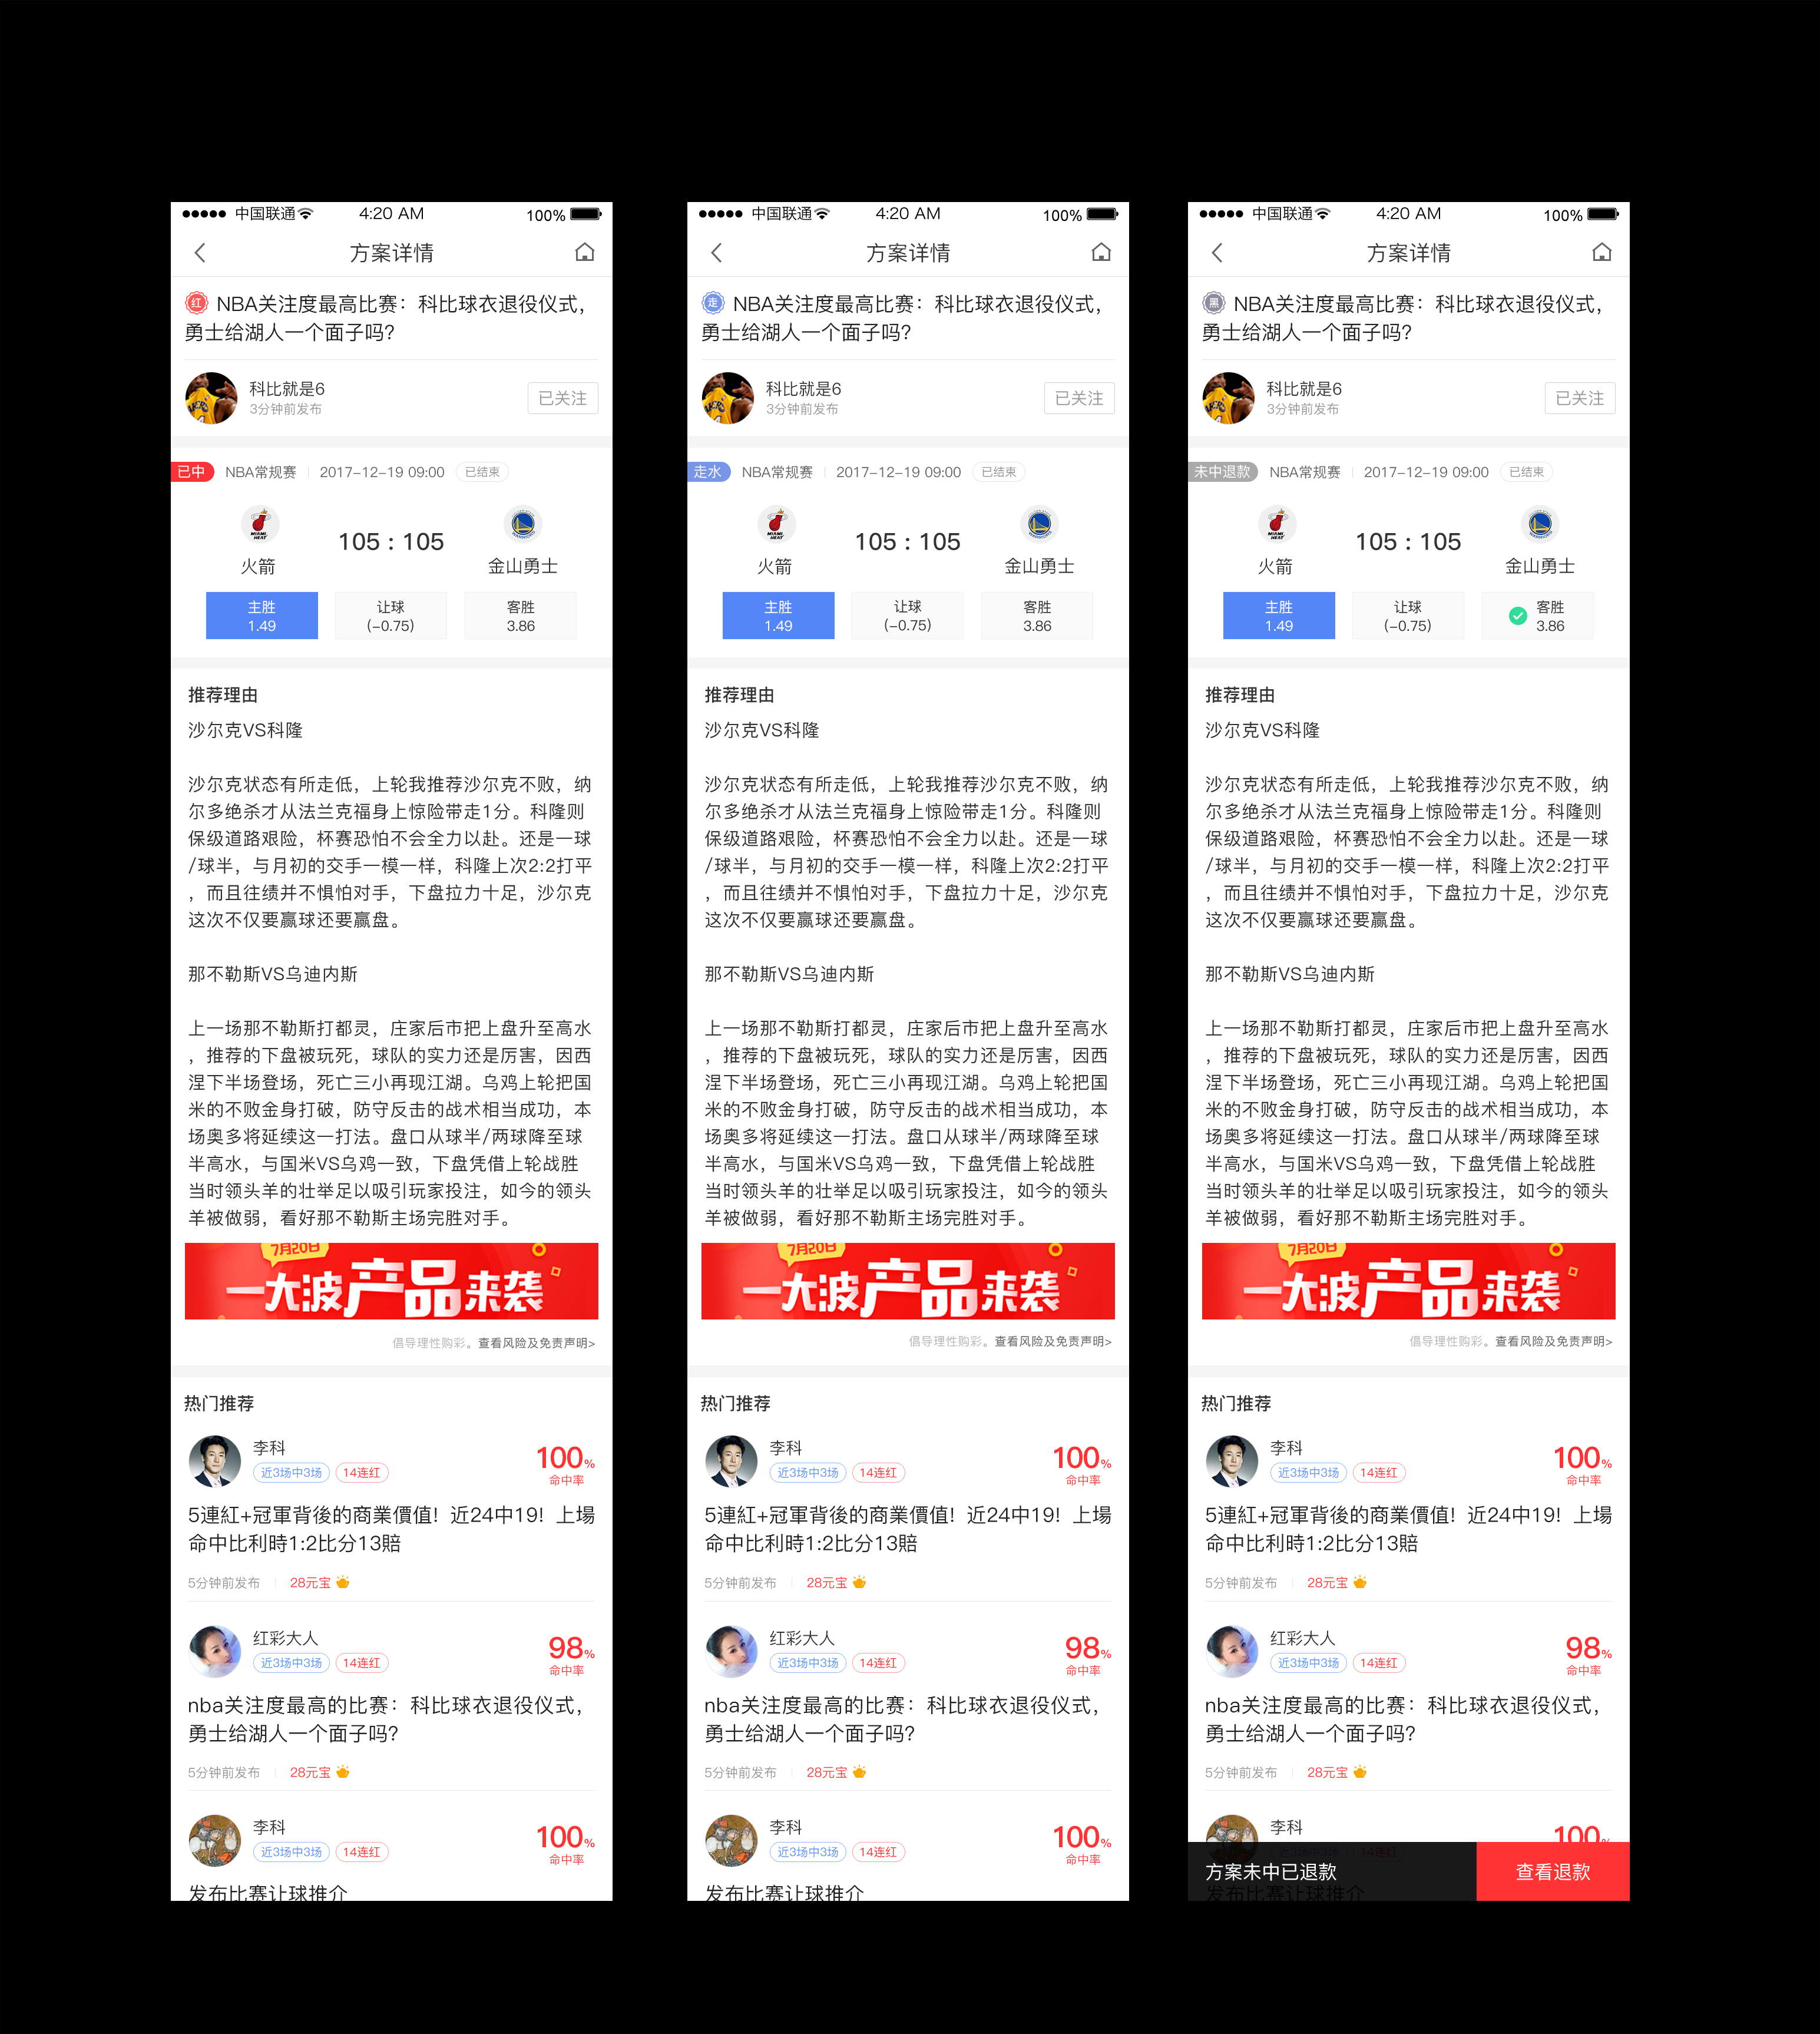 中国联通 4:20 AM 100%
方案详情
红 NBA关注度最高比赛：科比球衣退役仪式，
勇士给湖人一个面子吗？
科比就是6
3分钟前发布
已关注
已中 NBA常规赛 2017-12-19 09:00 已结束
105 : 105
火箭 金山勇士
主胜 让球 客胜
1.49 (-0.75) 3.86
推荐理由
沙尔克VS科隆
沙尔克状态有所走低，上轮我推荐沙尔克不败，纳
尔多绝杀才从法兰克福身上惊险带走1分。科隆则
保级道路艰险，杯赛恐怕不会全力以赴。还是一球
/球半，与月初的交手一模一样，科隆上次2:2打平
，而且往绩并不惧怕对手，下盘拉力十足，沙尔克
这次不仅要赢球还要赢盘。
那不勒斯VS乌迪内斯
上一场那不勒斯打都灵，庄家后市把上盘升至高水
，推荐的下盘被玩死，球队的实力还是厉害，因西
涅下半场登场，死亡三小再现江湖。乌鸡上轮把国
米的不败金身打破，防守反击的战术相当成功，本
场奥多将延续这一打法。盘口从球半/两球降至球
半高水，与国米VS乌鸡一致，下盘凭借上轮战胜
当时领头羊的壮举足以吸引玩家投注，如今的领头
羊被做弱，看好那不勒斯主场完胜对手。
7月20日
一大波产品来袭
倡导理性购彩。查看风险及免责声明>
热门推荐
李科
近3场中3场 14连红
100%
命中率
5連紅+冠軍背後的商業價值！近24中19！上場
命中比利時1:2比分13賠
5分钟前发布 28元宝
红彩大人
近3场中3场 14连红
98%
命中率
nba关注度最高的比赛：科比球衣退役仪式，
勇士给湖人一个面子吗？
5分钟前发布 28元宝
李科
近3场中3场 14连红
100%
命中率
发布比赛让球推介
中国联通 4:20 AM 100%
方案详情
走 NBA关注度最高比赛：科比球衣退役仪式，
勇士给湖人一个面子吗？
科比就是6
3分钟前发布
已关注
走水 NBA常规赛 2017-12-19 09:00 已结束
105 : 105
火箭 金山勇士
主胜 让球 客胜
1.49 (-0.75) 3.86
推荐理由
沙尔克VS科隆
沙尔克状态有所走低，上轮我推荐沙尔克不败，纳
尔多绝杀才从法兰克福身上惊险带走1分。科隆则
保级道路艰险，杯赛恐怕不会全力以赴。还是一球
/球半，与月初的交手一模一样，科隆上次2:2打平
，而且往绩并不惧怕对手，下盘拉力十足，沙尔克
这次不仅要赢球还要赢盘。
那不勒斯VS乌迪内斯
上一场那不勒斯打都灵，庄家后市把上盘升至高水
，推荐的下盘被玩死，球队的实力还是厉害，因西
涅下半场登场，死亡三小再现江湖。乌鸡上轮把国
米的不败金身打破，防守反击的战术相当成功，本
场奥多将延续这一打法。盘口从球半/两球降至球
半高水，与国米VS乌鸡一致，下盘凭借上轮战胜
当时领头羊的壮举足以吸引玩家投注，如今的领头
羊被做弱，看好那不勒斯主场完胜对手。
7月20日
一大波产品来袭
倡导理性购彩。查看风险及免责声明>
热门推荐
李科
近3场中3场 14连红
100%
命中率
5連紅+冠軍背後的商業價值！近24中19！上場
命中比利時1:2比分13賠
5分钟前发布 28元宝
红彩大人
近3场中3场 14连红
98%
命中率
nba关注度最高的比赛：科比球衣退役仪式，
勇士给湖人一个面子吗？
5分钟前发布 28元宝
李科
近3场中3场 14连红
100%
命中率
发布比赛让球推介
中国联通 4:20 AM 100%
方案详情
黑 NBA关注度最高比赛：科比球衣退役仪式，
勇士给湖人一个面子吗？
科比就是6
3分钟前发布
已关注
未中退款 NBA常规赛 2017-12-19 09:00 已结束
105 : 105
火箭 金山勇士
主胜 让球 客胜
1.49 (-0.75) 3.86
推荐理由
沙尔克VS科隆
沙尔克状态有所走低，上轮我推荐沙尔克不败，纳
尔多绝杀才从法兰克福身上惊险带走1分。科隆则
保级道路艰险，杯赛恐怕不会全力以赴。还是一球
/球半，与月初的交手一模一样，科隆上次2:2打平
，而且往绩并不惧怕对手，下盘拉力十足，沙尔克
这次不仅要赢球还要赢盘。
那不勒斯VS乌迪内斯
上一场那不勒斯打都灵，庄家后市把上盘升至高水
，推荐的下盘被玩死，球队的实力还是厉害，因西
涅下半场登场，死亡三小再现江湖。乌鸡上轮把国
米的不败金身打破，防守反击的战术相当成功，本
场奥多将延续这一打法。盘口从球半/两球降至球
半高水，与国米VS乌鸡一致，下盘凭借上轮战胜
当时领头羊的壮举足以吸引玩家投注，如今的领头
羊被做弱，看好那不勒斯主场完胜对手。
7月20日
一大波产品来袭
倡导理性购彩。查看风险及免责声明>
热门推荐
李科
近3场中3场 14连红
100%
命中率
5連紅+冠軍背後的商業價值！近24中19！上場
命中比利時1:2比分13賠
5分钟前发布 28元宝
红彩大人
近3场中3场 14连红
98%
命中率
nba关注度最高的比赛：科比球衣退役仪式，
勇士给湖人一个面子吗？
5分钟前发布 28元宝
李科
100%
14连红
方案未中已退款 查看退款
发布比赛让球推介